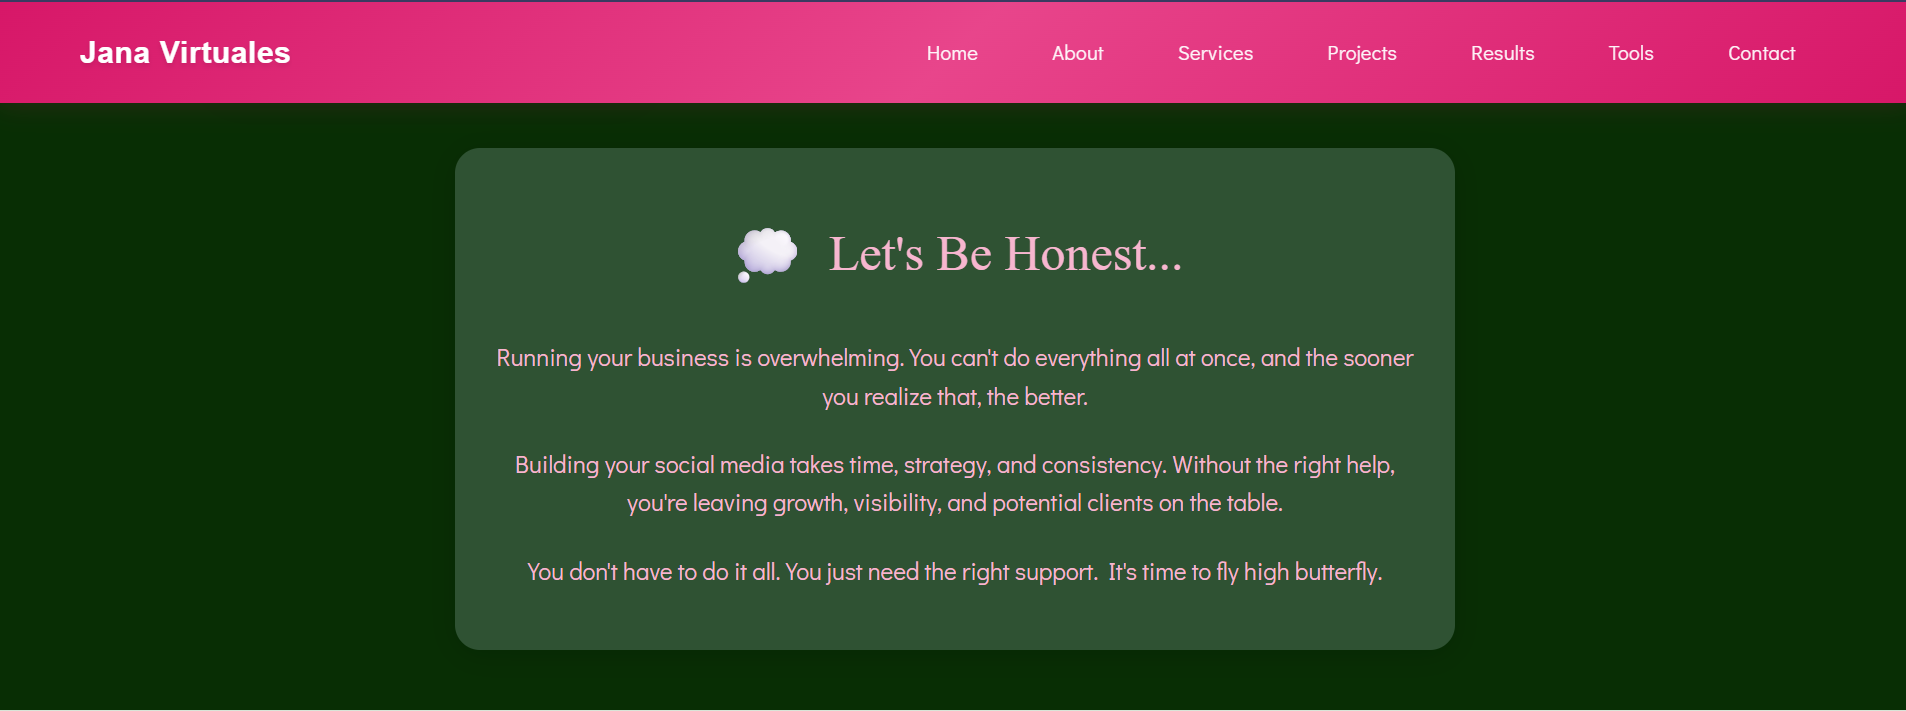 Jana Virtuales
Home About Services Projects Results Tools Contact
Let's Be Honest...
Running your business is overwhelming. You can't do everything all at once, and the sooner
you realize that, the better.
Building your social media takes time, strategy, and consistency. Without the right help,
you're leaving growth, visibility, and potential clients on the table.
You don't have to do it all. You just need the right support.  It's time to fly high butterfly.